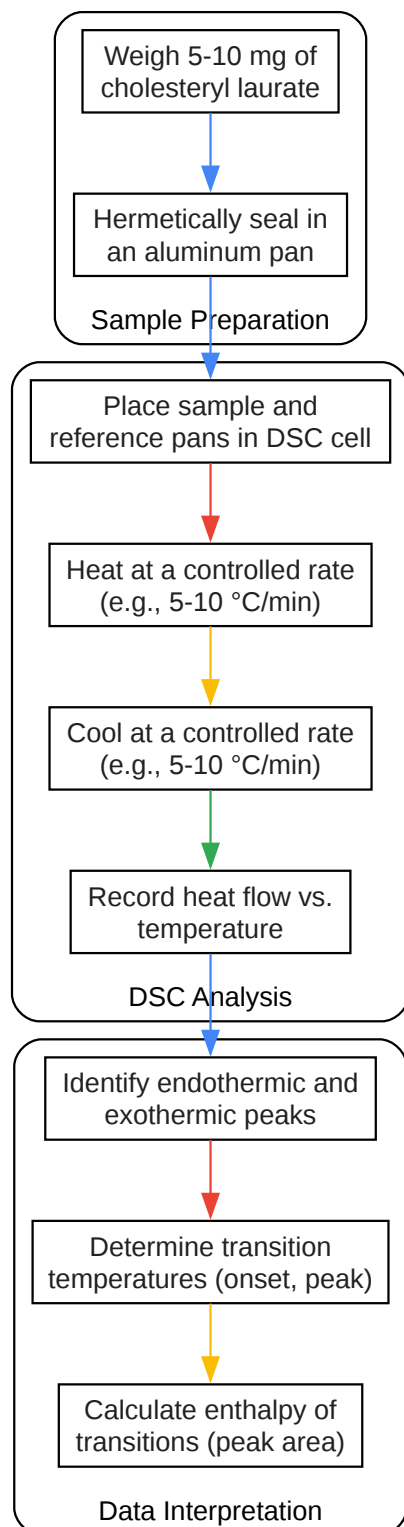 Weigh 5-10 mg of
cholesteryl laurate
Hermetically seal in
an aluminum pan
Sample Preparation
Place sample and
reference pans in DSC cell
Heat at a controlled rate
(e.g., 5-10 °C/min)
Cool at a controlled rate
(e.g., 5-10 °C/min)
Record heat flow vs.
temperature
DSC Analysis
Identify endothermic and
exothermic peaks
Determine transition
temperatures (onset, peak)
Calculate enthalpy of
transitions (peak area)
Data Interpretation